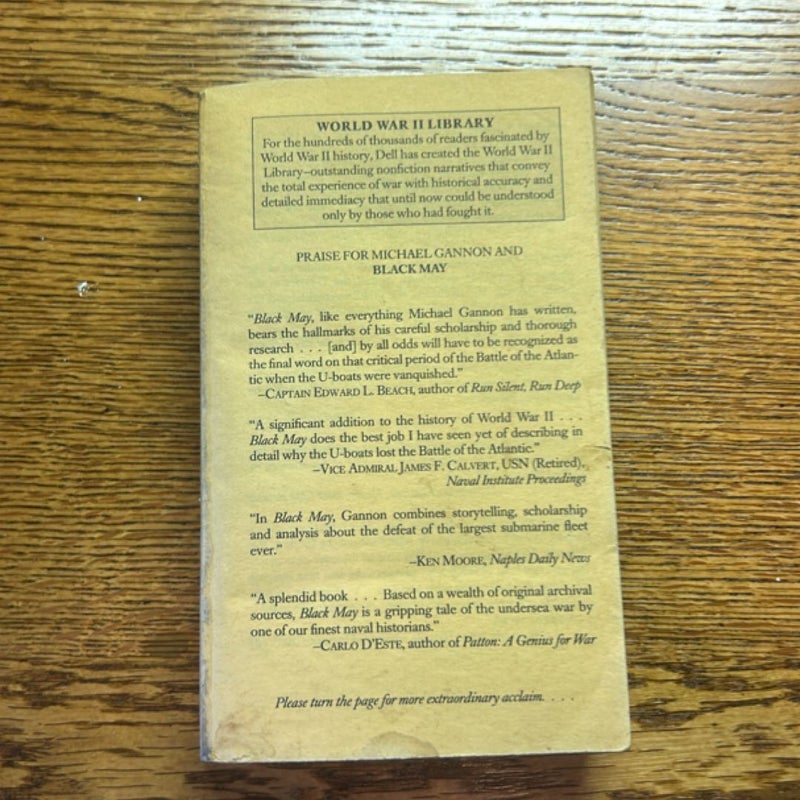 WORLD WAR II LIBRARY
For the hundreds of thousands of readers fascinated by
World War II history, Dell has created the World War II
Library—outstanding nonfiction narratives that convey
the total experience of war with historical accuracy and
detailed immediacy that until now could be understood
only by those who had fought it.
PRAISE FOR MICHAEL GANNON AND
BLACK MAY
“Black May, like everything Michael Gannon has written,
bears the hallmarks of his careful scholarship and thorough
research . . . [and] by all odds will have to be recognized as
the final word on that critical period of the Battle of the Atlan-
tic when the U-boats were vanquished.”
—CAPTAIN EDWARD L. BEACH, author of Run Silent, Run Deep
“A significant addition to the history of World War II . . .
Black May does the best job I have seen yet of describing in
detail why the U-boats lost the Battle of the Atlantic.”
—VICE ADMIRAL JAMES F. CALVERT, USN (Retired),
Naval Institute Proceedings
“In Black May, Gannon combines storytelling, scholarship
and analysis about the defeat of the largest submarine fleet
ever.”
—KEN MOORE, Naples Daily News
“A splendid book . . . Based on a wealth of original archival
sources, Black May is a gripping tale of the undersea war by
one of our finest naval historians.”
—CARLO D'ESTE, author of Patton: A Genius for War
Please turn the page for more extraordinary acclaim. . . .